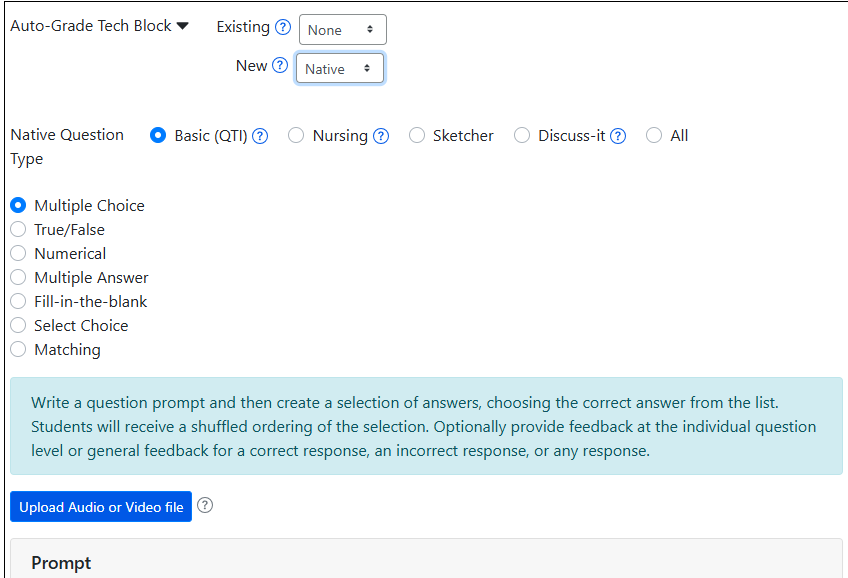 Auto-Grade Tech Block Existing ? None
New ? Native
Native Question Type Basic (QTI) ? Nursing ? Sketcher Discuss-it ? All
Multiple Choice
True/False
Numerical
Multiple Answer
Fill-in-the-blank
Select Choice
Matching
Write a question prompt and then create a selection of answers, choosing the correct answer from the list.
Students will receive a shuffled ordering of the selection. Optionally provide feedback at the individual question
level or general feedback for a correct response, an incorrect response, or any response.
Upload Audio or Video file ?
Prompt